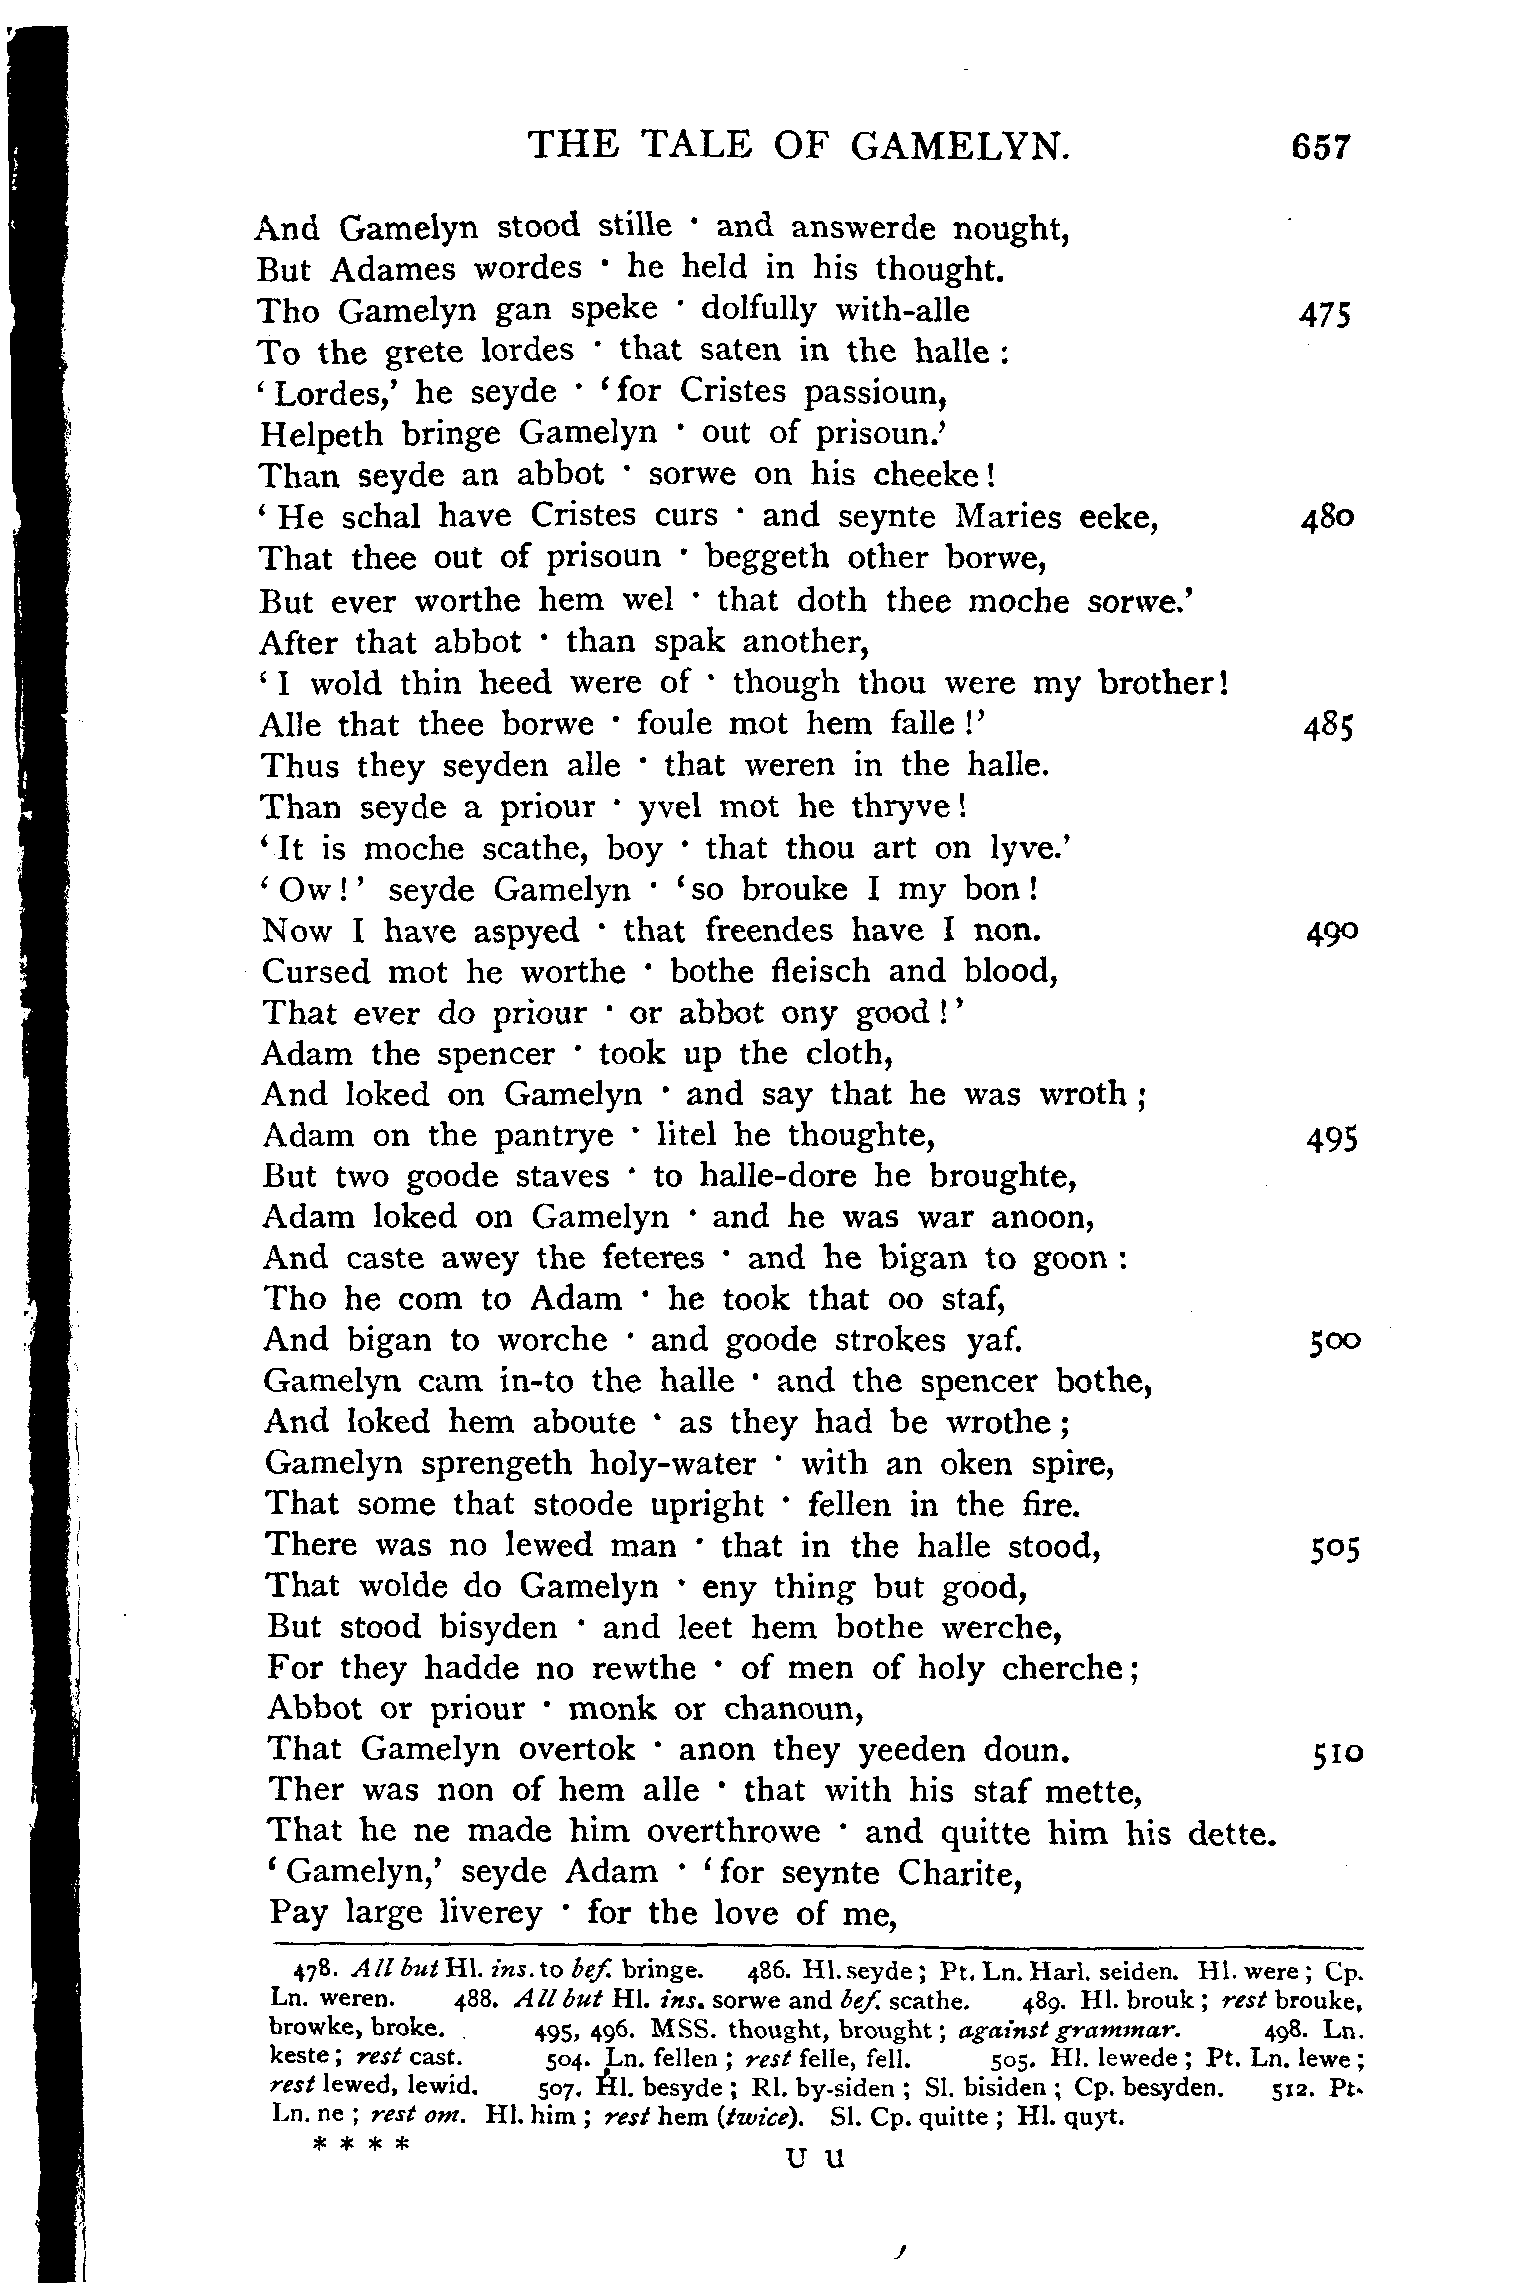 THE TALE OF GAMELYN. 657
And Gamelyn stood stille · and answerde nought,
But Adames wordes · he held in his thought.
Tho Gamelyn gan speke · dolfully with-alle 475
To the grete lordes · that saten in the halle :
‘ Lordes,’ he seyde · ‘for Cristes passioun,
Helpeth bringe Gamelyn · out of prisoun.’
Than seyde an abbot · sorwe on his cheeke!
‘ He schal have Cristes curs · and seynte Maries eeke, 480
That thee out of prisoun · beggeth other borwe,
But ever worthe hem wel · that doth thee moche sorwe.’
After that abbot · than spak another,
‘ I wold thin heed were of · though thou were my brother!
Alle that thee borwe · foule mot hem falle !’ 485
Thus they seyden alle · that weren in the halle.
Than seyde a priour · yvel mot he thryve!
‘ It is moche scathe, boy · that thou art on lyve.’
‘ Ow ! ’ seyde Gamelyn · ‘so brouke I my bon !
Now I have aspyed · that freendes have I non. 490
Cursed mot he worthe · bothe fleisch and blood,
That ever do priour · or abbot ony good ! ’
Adam the spencer · took up the cloth,
And loked on Gamelyn · and say that he was wroth ;
Adam on the pantrye · litel he thoughte, 495
But two goode staves · to halle-dore he broughte,
Adam loked on Gamelyn · and he was war anoon,
And caste awey the feteres · and he bigan to goon :
Tho he com to Adam · he took that oo staf,
And bigan to worche · and goode strokes yaf. 500
Gamelyn cam in-to the halle · and the spencer bothe,
And loked hem aboute · as they had be wrothe ;
Gamelyn sprengeth holy-water · with an oken spire,
That some that stoode upright · fellen in the fire.
There was no lewed man · that in the halle stood, 505
That wolde do Gamelyn · eny thing but good,
But stood bisyden · and leet hem bothe werche,
For they hadde no rewthe · of men of holy cherche;
Abbot or priour · monk or chanoun,
That Gamelyn overtok · anon they yeeden doun. 510
Ther was non of hem alle · that with his staf mette,
That he ne made him overthrowe · and quitte him his dette.
‘ Gamelyn,’ seyde Adam · ‘for seynte Charite,
Pay large liverey · for the love of me,
478. All but Hl. ins. to bef. bringe. 486. Hl. seyde ; Pt. Ln. Harl. seiden. Hl. were ; Cp.
Ln. weren. 488. All but Hl. ins. sorwe and bef. scathe. 489. Hl. brouk ; rest brouke,
browke, broke. 495, 496. MSS. thought, brought ; against grammar. 498. Ln.
keste ; rest cast. 504. Ln. fellen ; rest felle, fell. 505. Hl. lewede ; Pt. Ln. lewe ;
rest lewed, lewid. 507. Hl. besyde ; Rl. by-siden ; Sl. bisiden ; Cp. besyden. 512. Pt.
Ln. ne ; rest om. Hl. him ; rest hem (twice). Sl. Cp. quitte ; Hl. quyt.
* * * * U u